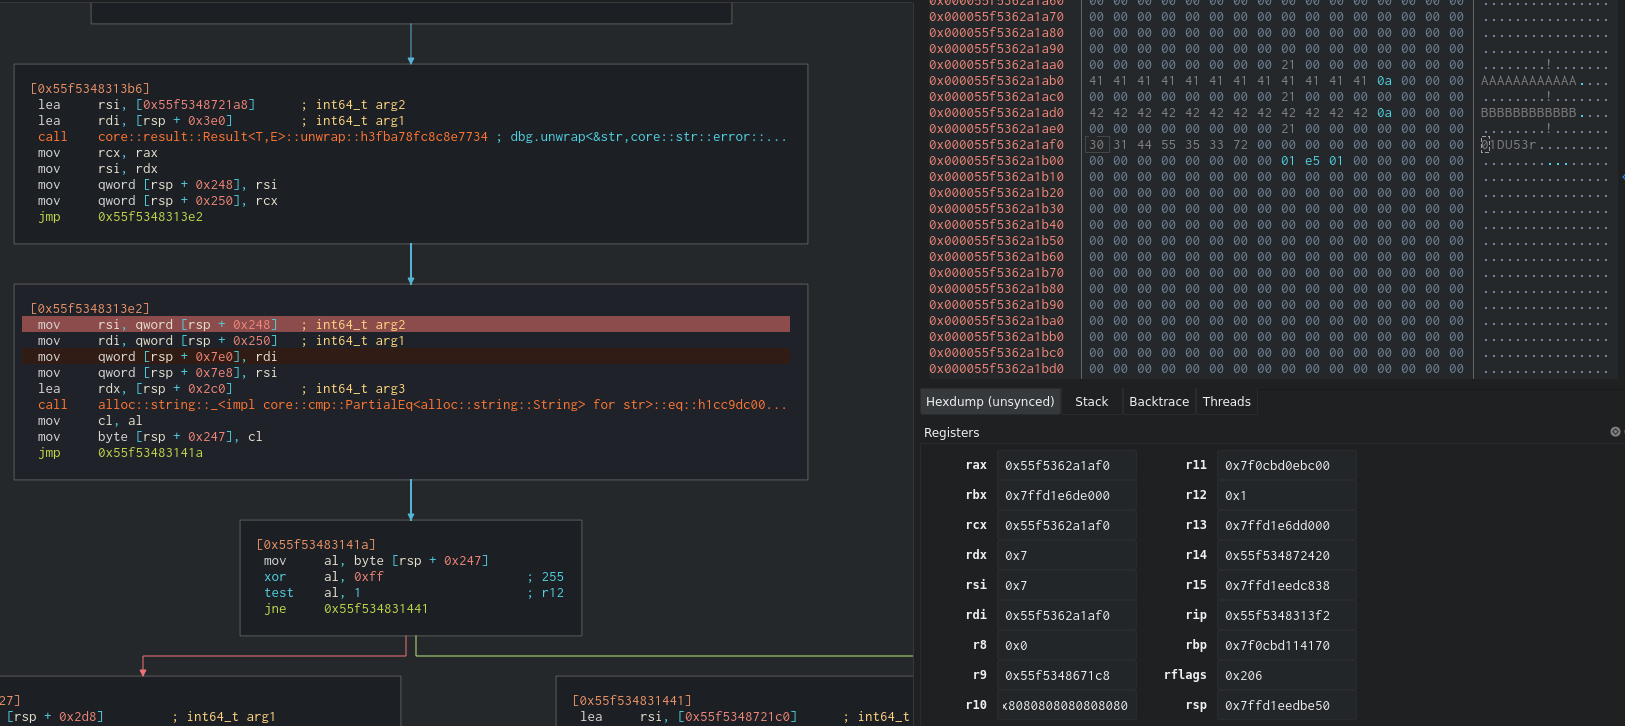 [0x55f5348313b6]
lea rsi, [0x55f5348721a8] ; int64_t arg2
lea rdi, [rsp + 0x3e0] ; int64_t arg1
call core::result::Result<T,E>::unwrap::h3fba78fc8c8e7734 ; dbg.unwrap<&str,core::str::error::...
mov rcx, rax
mov rsi, rdx
mov qword [rsp + 0x248], rsi
mov qword [rsp + 0x250], rcx
jmp 0x55f5348313e2
[0x55f5348313e2]
mov rsi, qword [rsp + 0x248] ; int64_t arg2
mov rdi, qword [rsp + 0x250] ; int64_t arg1
mov qword [rsp + 0x7e0], rdi
mov qword [rsp + 0x7e8], rsi
lea rdx, [rsp + 0x2c0] ; int64_t arg3
call alloc::string::_<impl core::cmp::PartialEq<alloc::string::String> for str>::eq::h1cc9dc00...
mov cl, al
mov byte [rsp + 0x247], cl
jmp 0x55f53483141a
[0x55f53483141a]
mov al, byte [rsp + 0x247]
xor al, 0xff ; 255
test al, 1 ; r12
jne 0x55f534831441
27]
[rsp + 0x2d8] ; int64_t arg1
[0x55f534831441]
lea rsi, [0x55f5348721c0] ; int64_t
0x000055f5362a1a60 00 00 00 00 00 00 00 00 00 00 00 00 00 00 00 00 ................
0x000055f5362a1a70 00 00 00 00 00 00 00 00 00 00 00 00 00 00 00 00 ................
0x000055f5362a1a80 00 00 00 00 00 00 00 00 00 00 00 00 00 00 00 00 ................
0x000055f5362a1a90 00 00 00 00 00 00 00 00 00 00 00 00 00 00 00 00 ................
0x000055f5362a1aa0 00 00 00 00 00 00 00 00 21 00 00 00 00 00 00 00 ........!.......
0x000055f5362a1ab0 41 41 41 41 41 41 41 41 41 41 41 41 0a 00 00 00 AAAAAAAAAAAA....
0x000055f5362a1ac0 00 00 00 00 00 00 00 00 21 00 00 00 00 00 00 00 ........!.......
0x000055f5362a1ad0 42 42 42 42 42 42 42 42 42 42 42 42 0a 00 00 00 BBBBBBBBBBBB....
0x000055f5362a1ae0 00 00 00 00 00 00 00 00 21 00 00 00 00 00 00 00 ........!.......
0x000055f5362a1af0 30 31 44 55 35 33 72 00 00 00 00 00 00 00 00 00 01DU53r.........
0x000055f5362a1b00 00 00 00 00 00 00 00 00 01 e5 01 00 00 00 00 00 ................
0x000055f5362a1b10 00 00 00 00 00 00 00 00 00 00 00 00 00 00 00 00 ................
0x000055f5362a1b20 00 00 00 00 00 00 00 00 00 00 00 00 00 00 00 00 ................
0x000055f5362a1b30 00 00 00 00 00 00 00 00 00 00 00 00 00 00 00 00 ................
0x000055f5362a1b40 00 00 00 00 00 00 00 00 00 00 00 00 00 00 00 00 ................
0x000055f5362a1b50 00 00 00 00 00 00 00 00 00 00 00 00 00 00 00 00 ................
0x000055f5362a1b60 00 00 00 00 00 00 00 00 00 00 00 00 00 00 00 00 ................
0x000055f5362a1b70 00 00 00 00 00 00 00 00 00 00 00 00 00 00 00 00 ................
0x000055f5362a1b80 00 00 00 00 00 00 00 00 00 00 00 00 00 00 00 00 ................
0x000055f5362a1b90 00 00 00 00 00 00 00 00 00 00 00 00 00 00 00 00 ................
0x000055f5362a1ba0 00 00 00 00 00 00 00 00 00 00 00 00 00 00 00 00 ................
0x000055f5362a1bb0 00 00 00 00 00 00 00 00 00 00 00 00 00 00 00 00 ................
0x000055f5362a1bc0 00 00 00 00 00 00 00 00 00 00 00 00 00 00 00 00 ................
0x000055f5362a1bd0 00 00 00 00 00 00 00 00 00 00 00 00 00 00 00 00 ................
Hexdump (unsynced) Stack Backtrace Threads
Registers
rax 0x55f5362a1af0 r11 0x7f0cbd0ebc00
rbx 0x7ffd1e6de000 r12 0x1
rcx 0x55f5362a1af0 r13 0x7ffd1e6dd000
rdx 0x7 r14 0x55f534872420
rsi 0x7 r15 0x7ffd1eedc838
rdi 0x55f5362a1af0 rip 0x55f5348313f2
r8 0x0 rbp 0x7f0cbd114170
r9 0x55f5348671c8 rflags 0x206
r10 x8080808080808080 rsp 0x7ffd1eedbe50